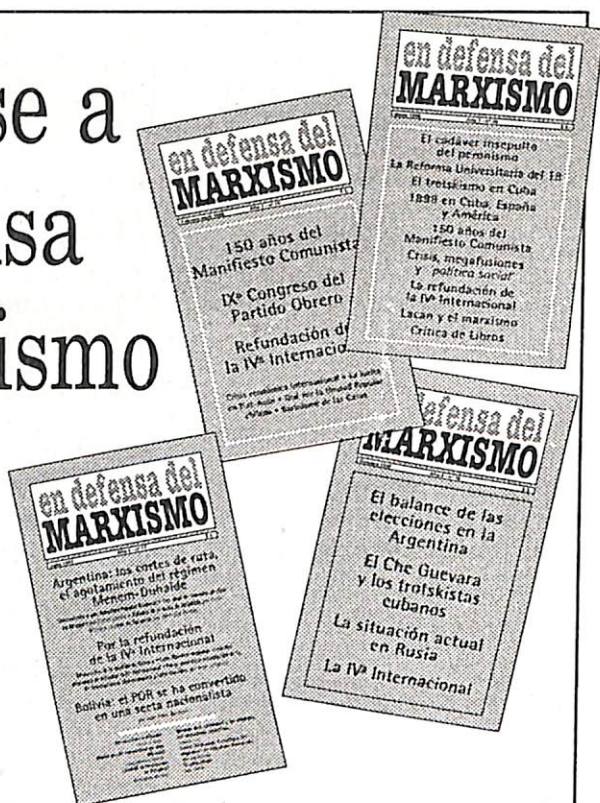 se a
sa
ismo
en defensa del
MARXISMO
150 años del
Manifiesto Comunista
IXº Congreso del
Partido Obrero
Refundación de
la IVª Internacio
en defensa del
MARXISMO
El cadáver insepulto
del peronismo
La Reforma Universitaria del 18
El trotskismo en Cuba
1898 en Cuba, España
y América
150 años del
Manifiesto Comunista
Crisis, megafusiones
y "política social"
La refundación de
la IVª Internacional
Lacan y el marxismo
Crítica de Libros
en defensa del
MARXISMO
Argentina: los cortes de ruta,
el agotamiento del régimen
Menem-Duhalde
Por la refundación
de la IVª Internacional
Bolivia: el POR se ha convertido
en una secta nacionalista
efensa del
MARXISMO
El balance de las
elecciones en la
Argentina
El Che Guevara
y los trotskistas
cubanos
La situación actual
en Rusia
La IVª Internacional